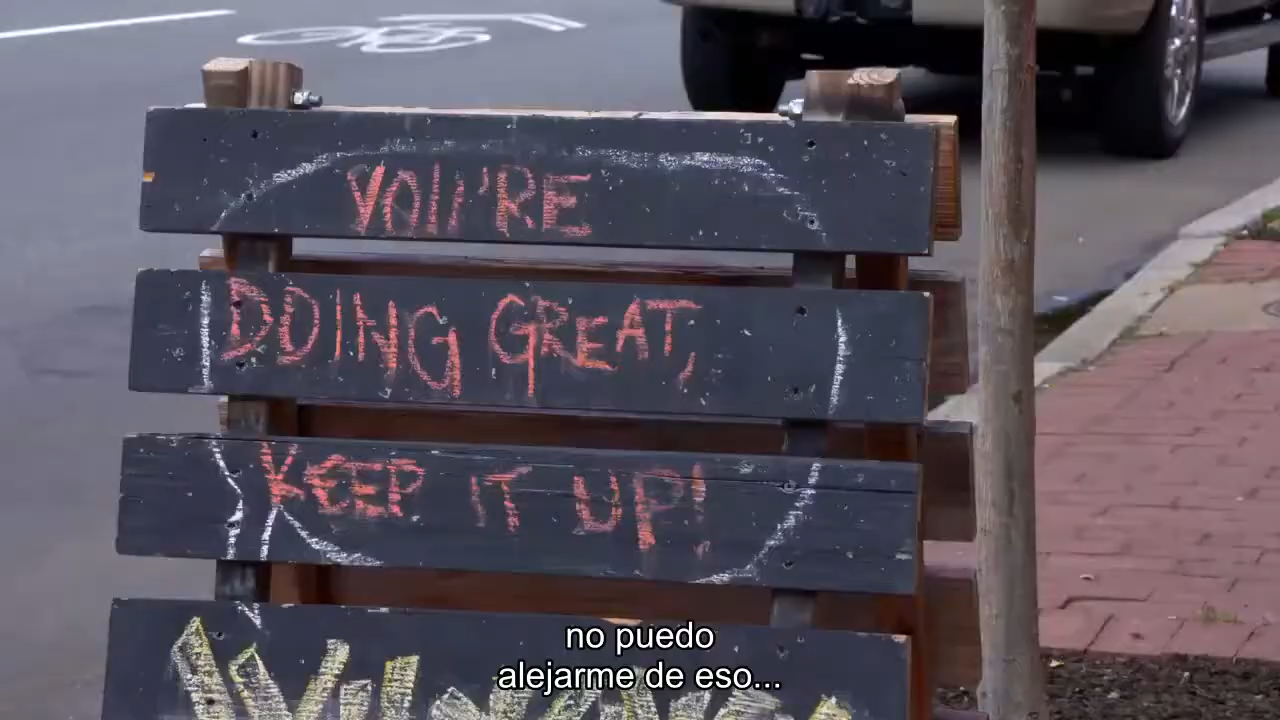 YOU'RE
DOING GREAT,
KEEP IT UP!
no puedo
alejarme de eso...